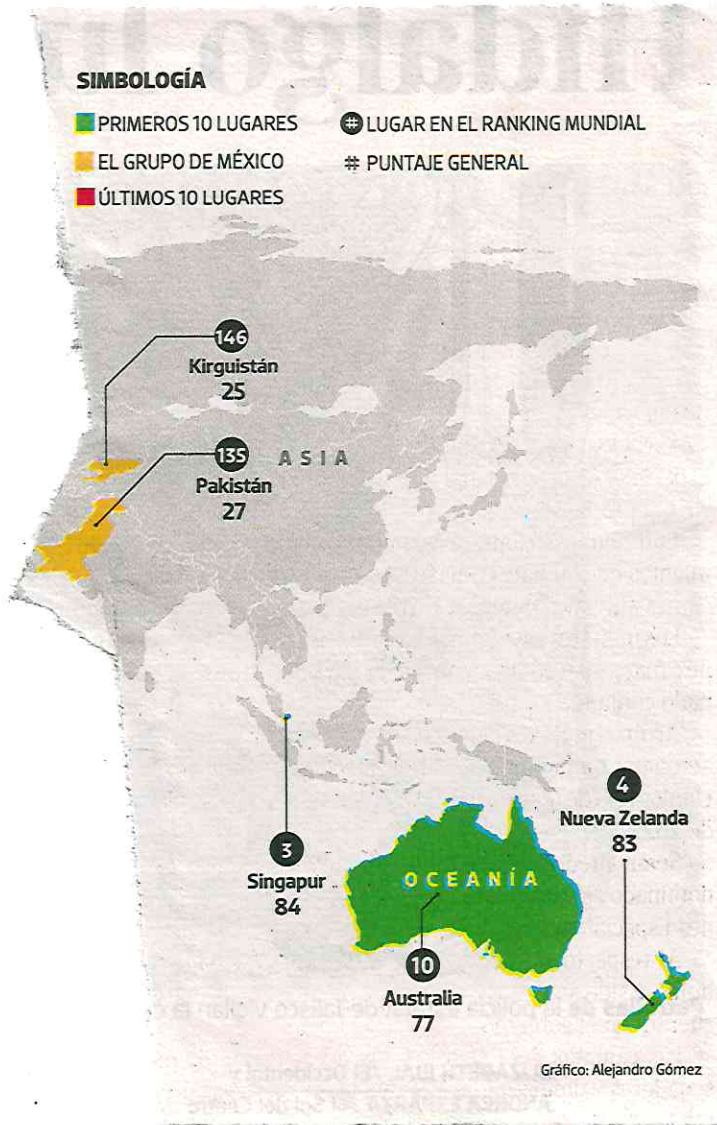 SIMBOLOGÍA
PRIMEROS 10 LUGARES
EL GRUPO DE MÉXICO
ÚLTIMOS 10 LUGARES
# LUGAR EN EL RANKING MUNDIAL
# PUNTAJE GENERAL
146
Kirguistán
25
135
Pakistán
27
ASIA
3
Singapur
84
4
Nueva Zelanda
83
OCEANÍA
10
Australia
77
Gráfico: Alejandro Gómez